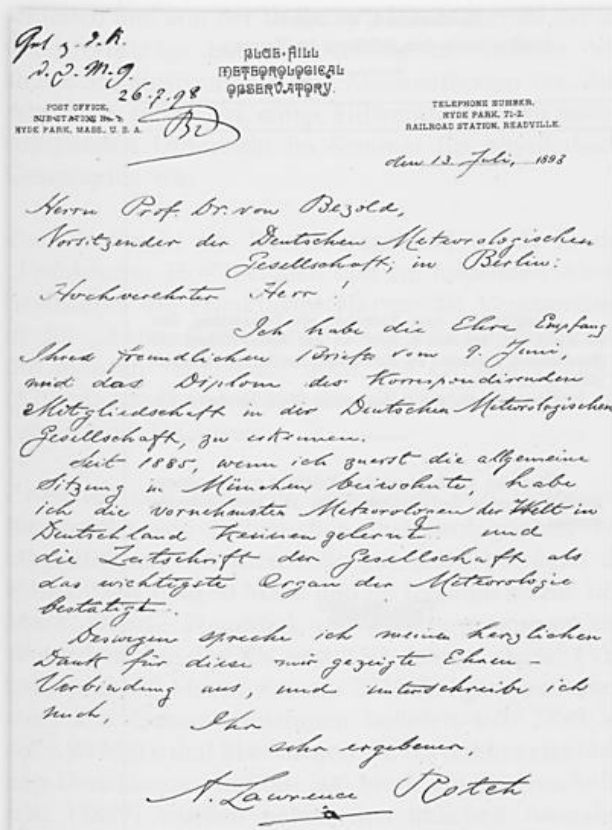 26.7.98
Bz
BLUE-HILL
METEOROLOGICAL
OBSERVATORY.
POST OFFICE,
HYDE PARK, MASS., U. S. A.
TELEPHONE NUMBER,
HYDE PARK, 71-2.
RAILROAD STATION, READVILLE.
den 13. Juli, 1898
Herrn Prof. Dr. von Bezold,
Vorsitzender der Deutschen Meteorologischen
Gesellschaft, in Berlin:
Hochverehrter Herr!
Ich habe die Ehre Empfang
Ihres freundlichen Briefes vom 9. Juni,
und das Diplom des Korrespondirenden
Mitgliedschaft in der Deutschen Meteorologischen
Gesellschaft, zu erkennen.
Seit 1885, wenn ich zuerst die allgemeine
Sitzung in München beiwohnte, habe
ich die vornehmsten Meteorologen der Welt in
Deutschland kennen gelernt und
die Zeitschrift der Gesellschaft als
das wichtigste Organ der Meteorologie
bestätigt.
Deswegen spreche ich meinen herzlichen
Dank für diese mir gezeigte Ehren-
Verbindung aus, und unterschreibe ich
mich,
Ihr
sehr ergebener,
A. Lawrence Rotch